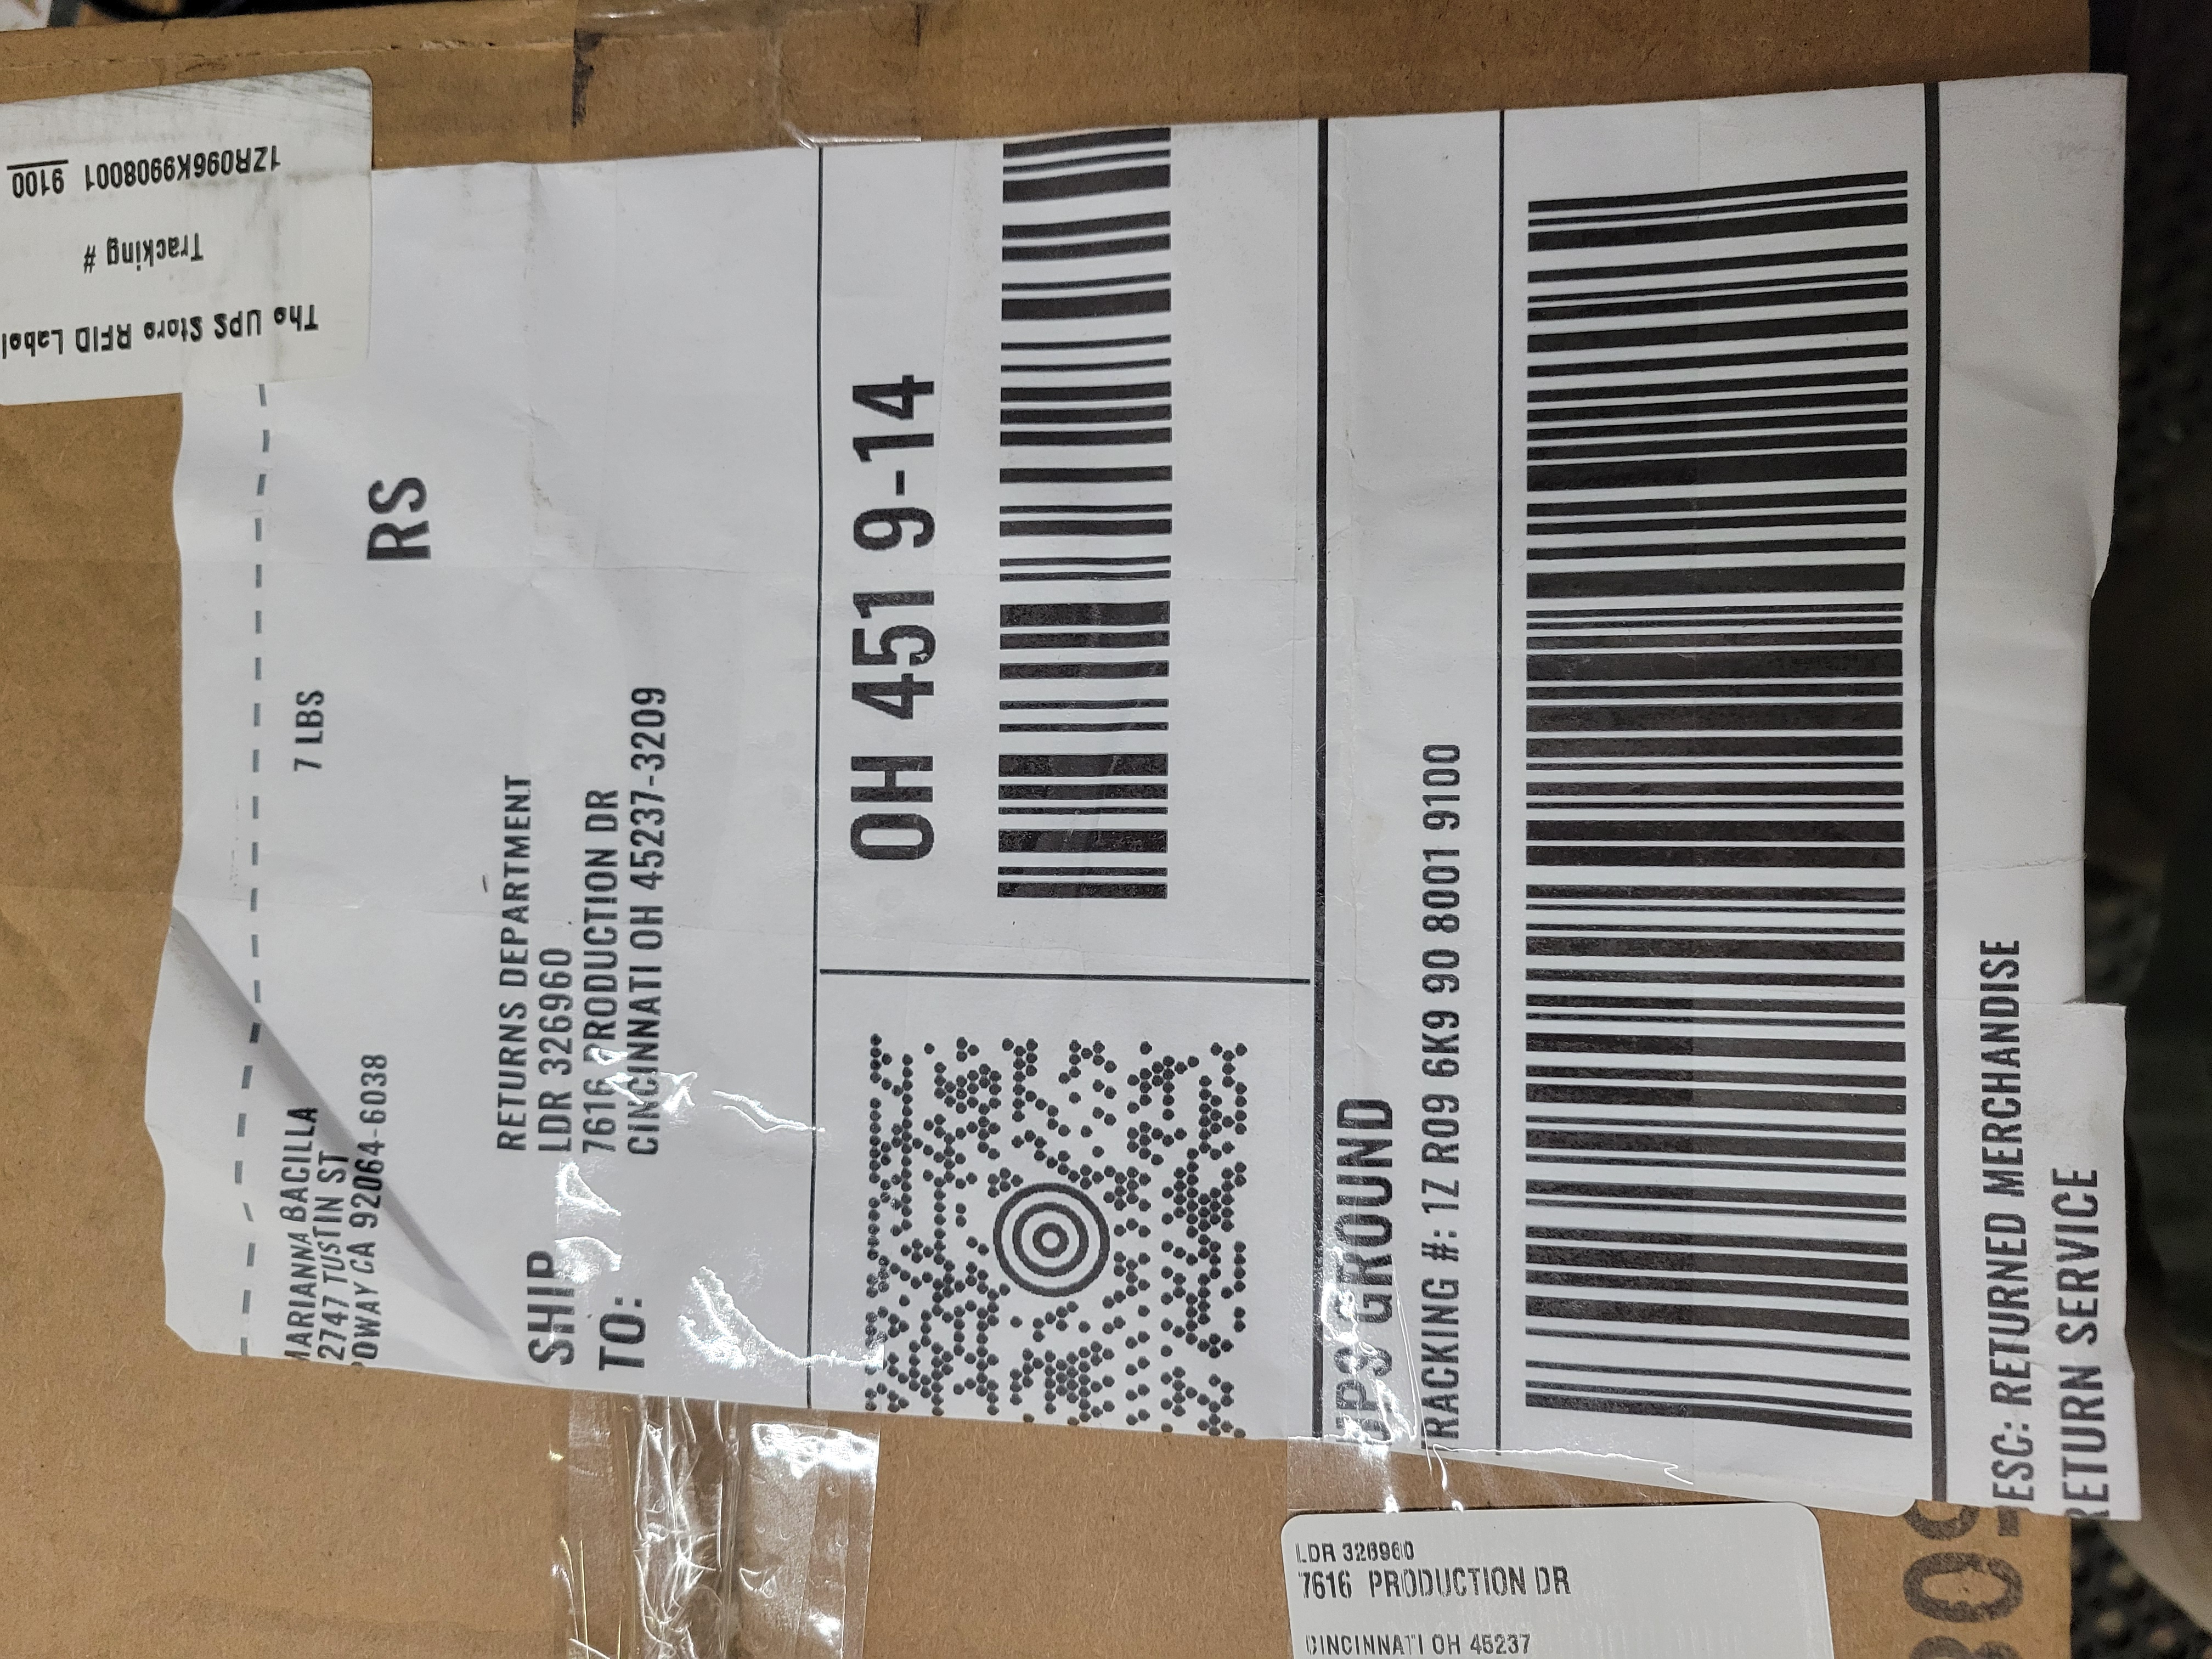 MARIANNA BACILLA
2747 TUSTIN ST
POWAY CA 92064-6038
7 LBS
RS
SHIP
TO:
RETURNS DEPARTMENT
LDR 326960
7616 PRODUCTION DR
CINCINNATI OH 45237-3209
OH 451 9-14
UPS GROUND
TRACKING #: 1Z R09 6K9 90 8001 9100
DESC: RETURNED MERCHANDISE
RETURN SERVICE
The UPS Store RFID Label
Tracking #
1ZR096K9908001 9100
LDR 326960
7616 PRODUCTION DR
CINCINNATI OH 45237